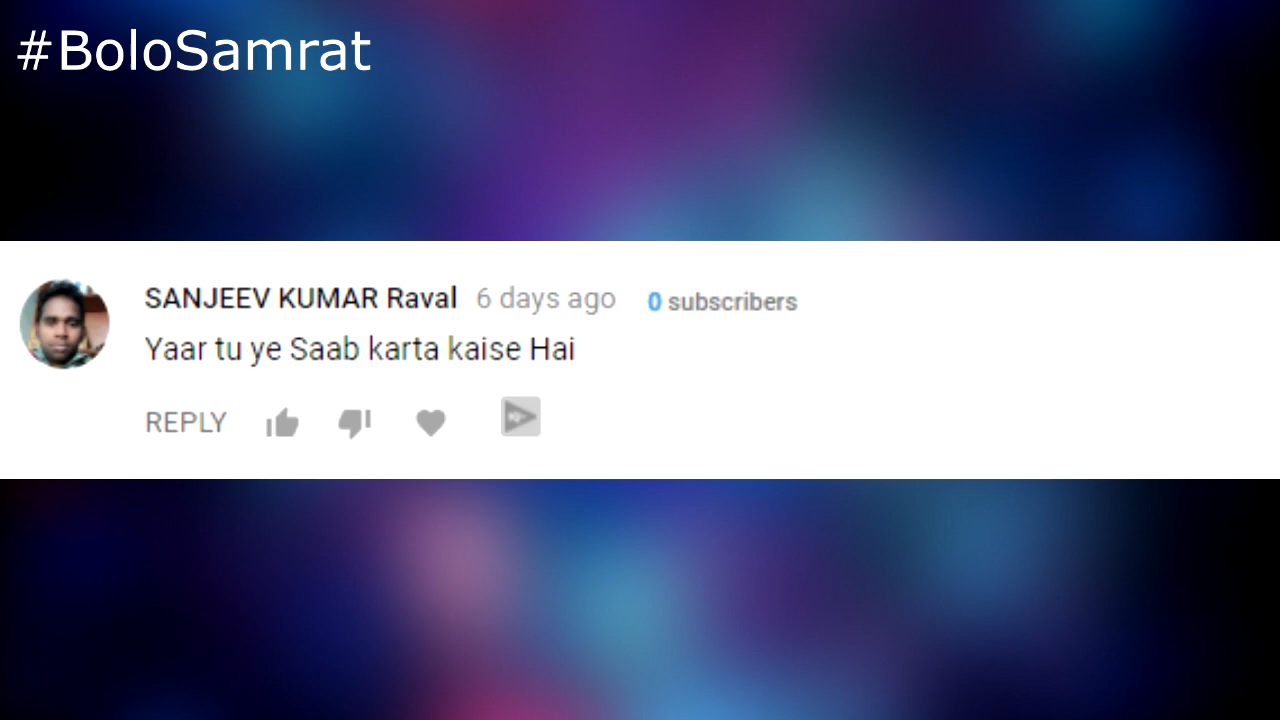 #BoloSamrat
SANJEEV KUMAR Raval 6 days ago 0 subscribers
Yaar tu ye Saab karta kaise Hai
REPLY